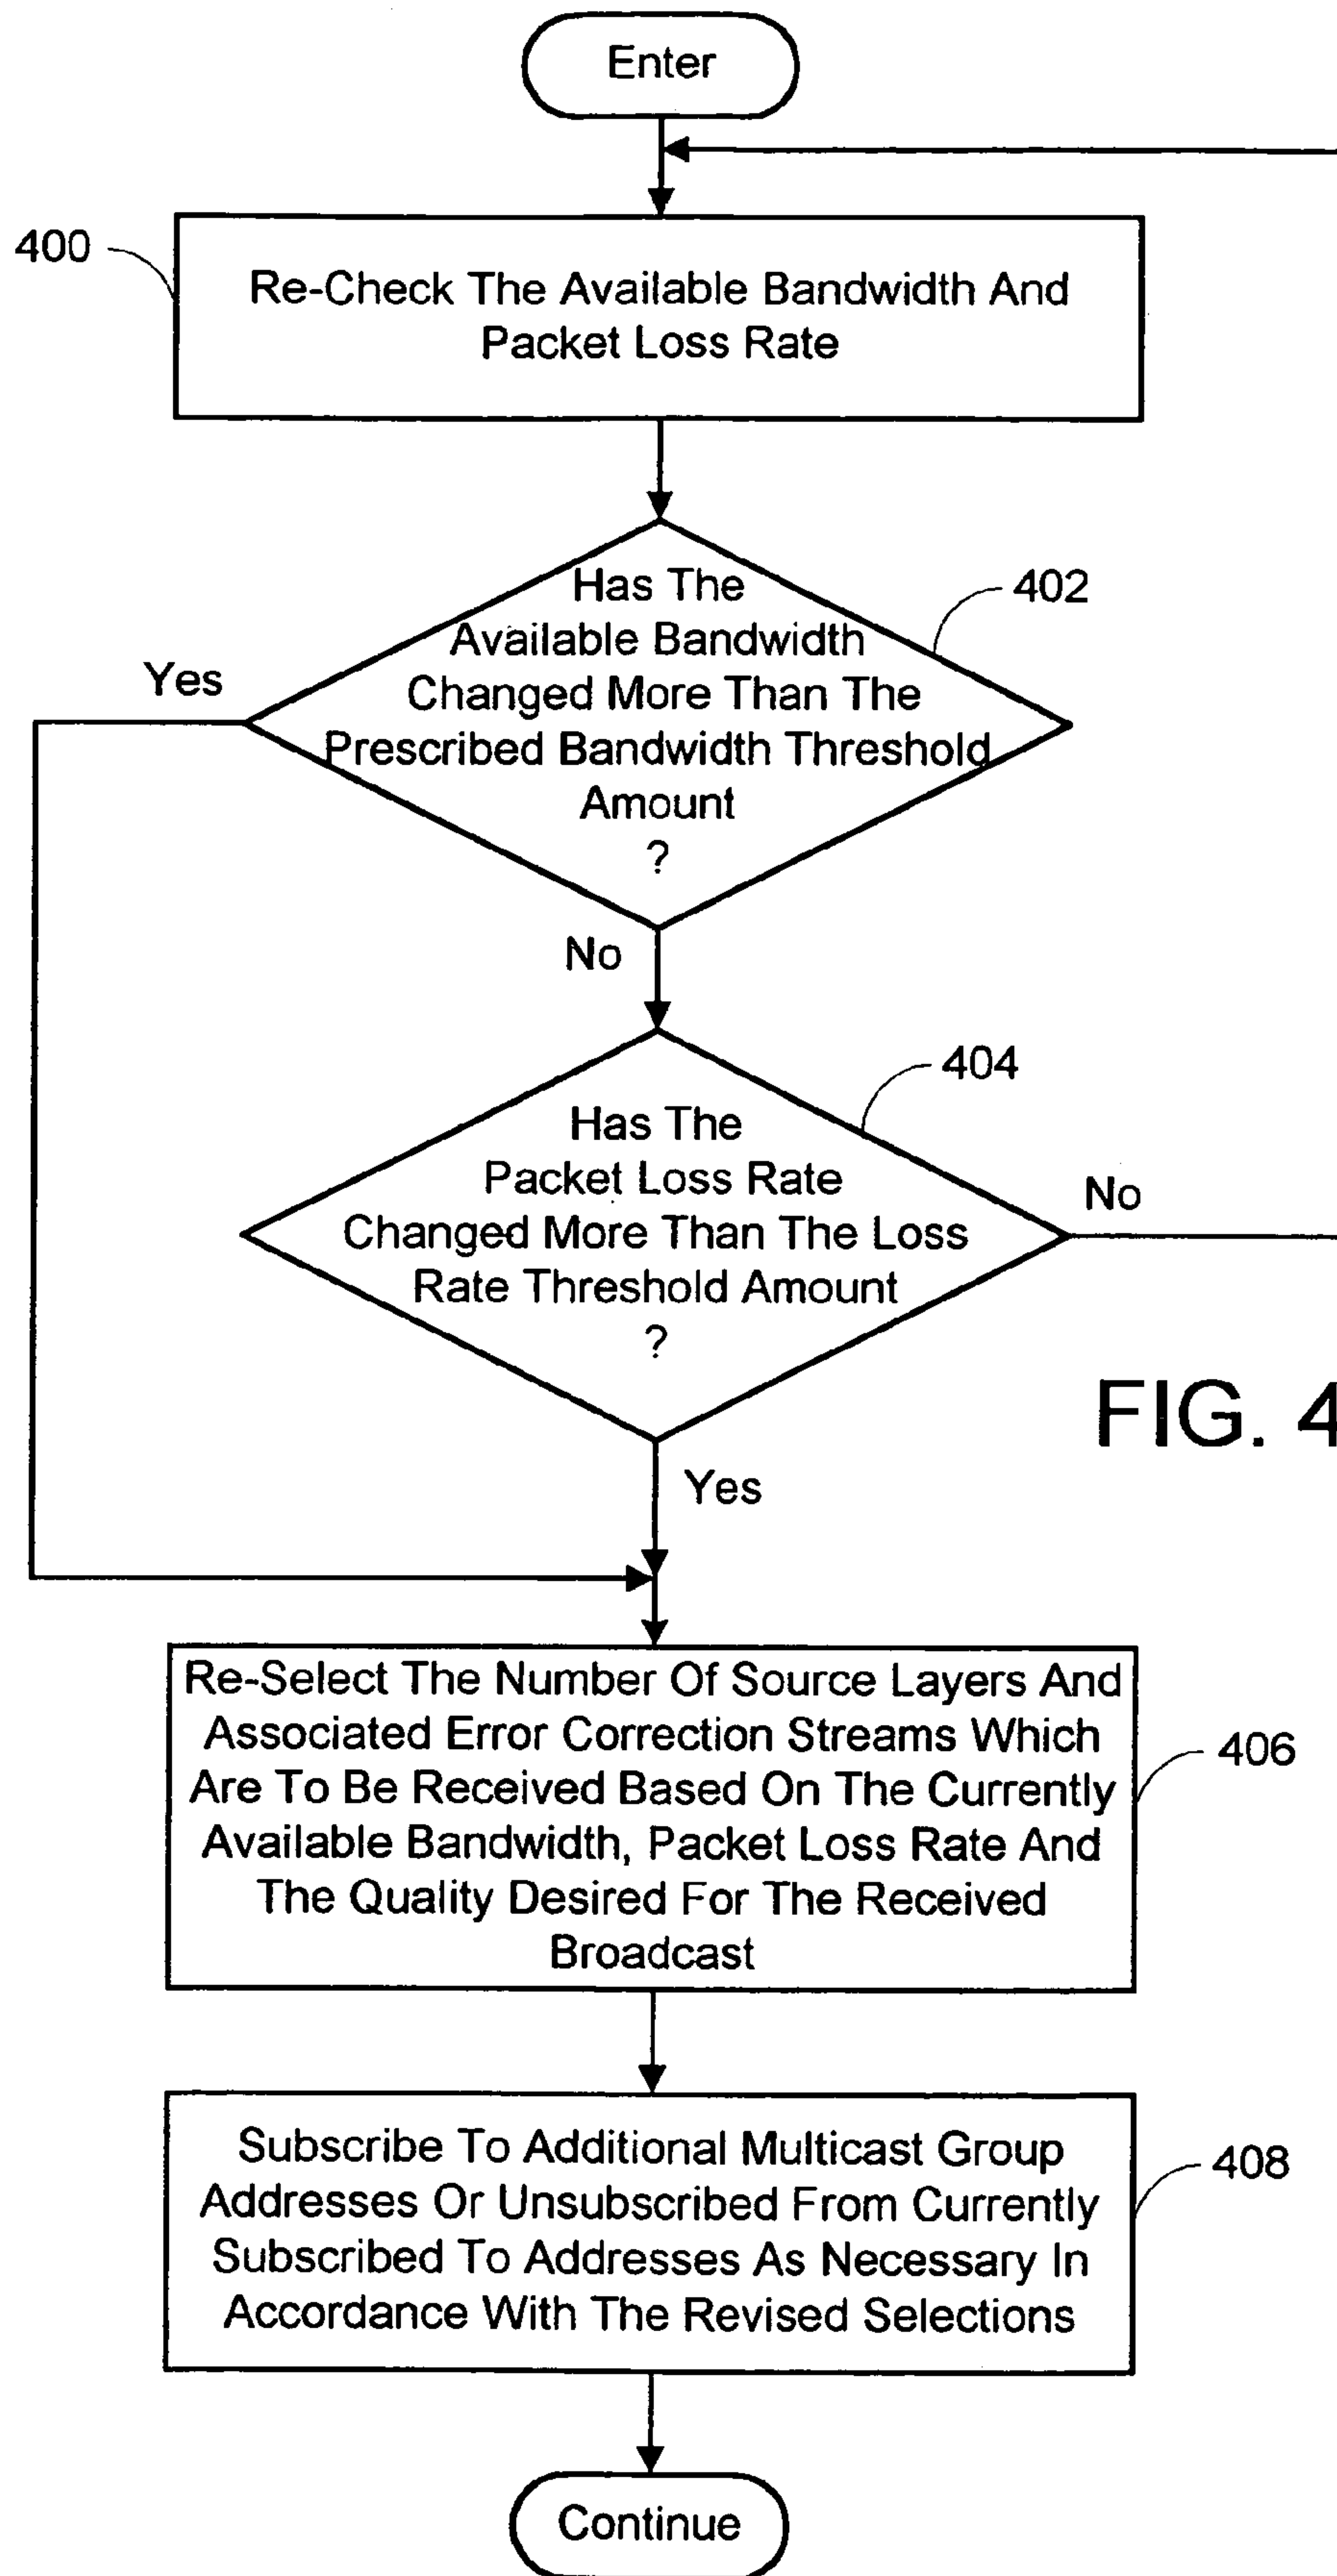 Enter
400
Re-Check The Available Bandwidth And
Packet Loss Rate
402
Has The
Available Bandwidth
Changed More Than The
Prescribed Bandwidth Threshold
Amount
?
Yes
No
404
Has The
Packet Loss Rate
Changed More Than The Loss
Rate Threshold Amount
?
No
FIG. 4
Yes
Re-Select The Number Of Source Layers And
Associated Error Correction Streams Which
Are To Be Received Based On The Currently
Available Bandwidth, Packet Loss Rate And
The Quality Desired For The Received
Broadcast
406
Subscribe To Additional Multicast Group
Addresses Or Unsubscribed From Currently
Subscribed To Addresses As Necessary In
Accordance With The Revised Selections
408
Continue